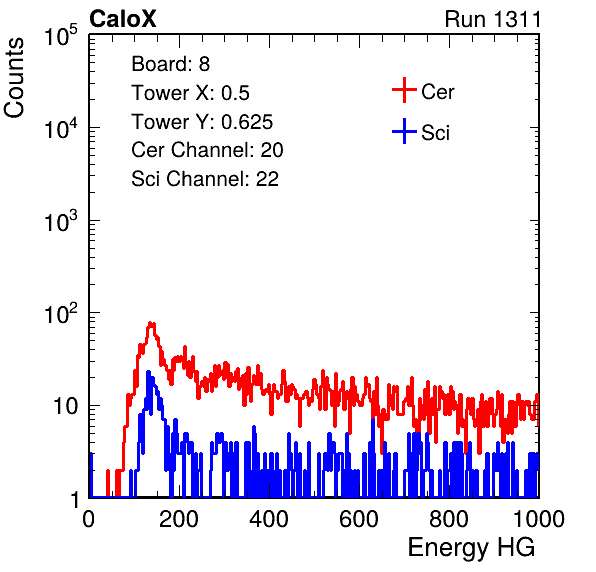 CaloX Run 1311
Counts
Board: 8
Tower X: 0.5
Tower Y: 0.625
Cer Channel: 20
Sci Channel: 22
Cer
Sci
10^5
10^4
10^3
10^2
10
1
0 200 400 600 800 1000
Energy HG